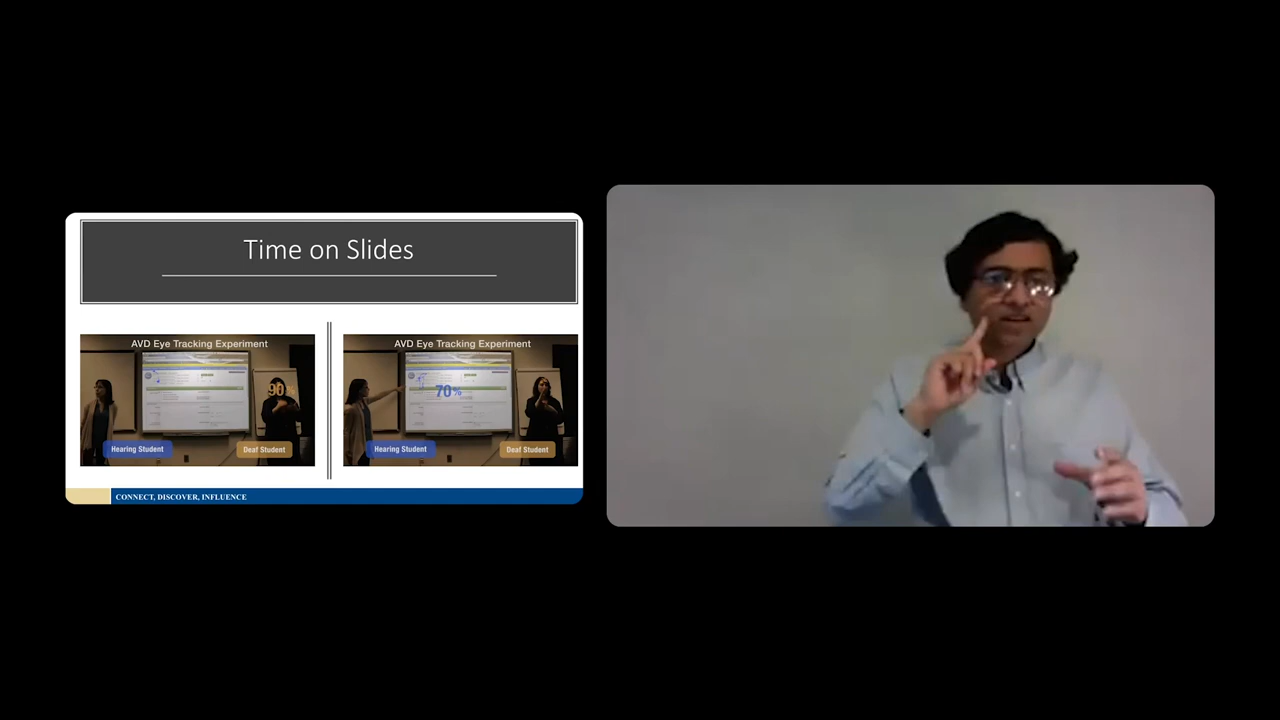 Time on Slides
AVD Eye Tracking Experiment
90%
Hearing Student
Deaf Student
AVD Eye Tracking Experiment
70%
Hearing Student
Deaf Student
CONNECT, DISCOVER, INFLUENCE